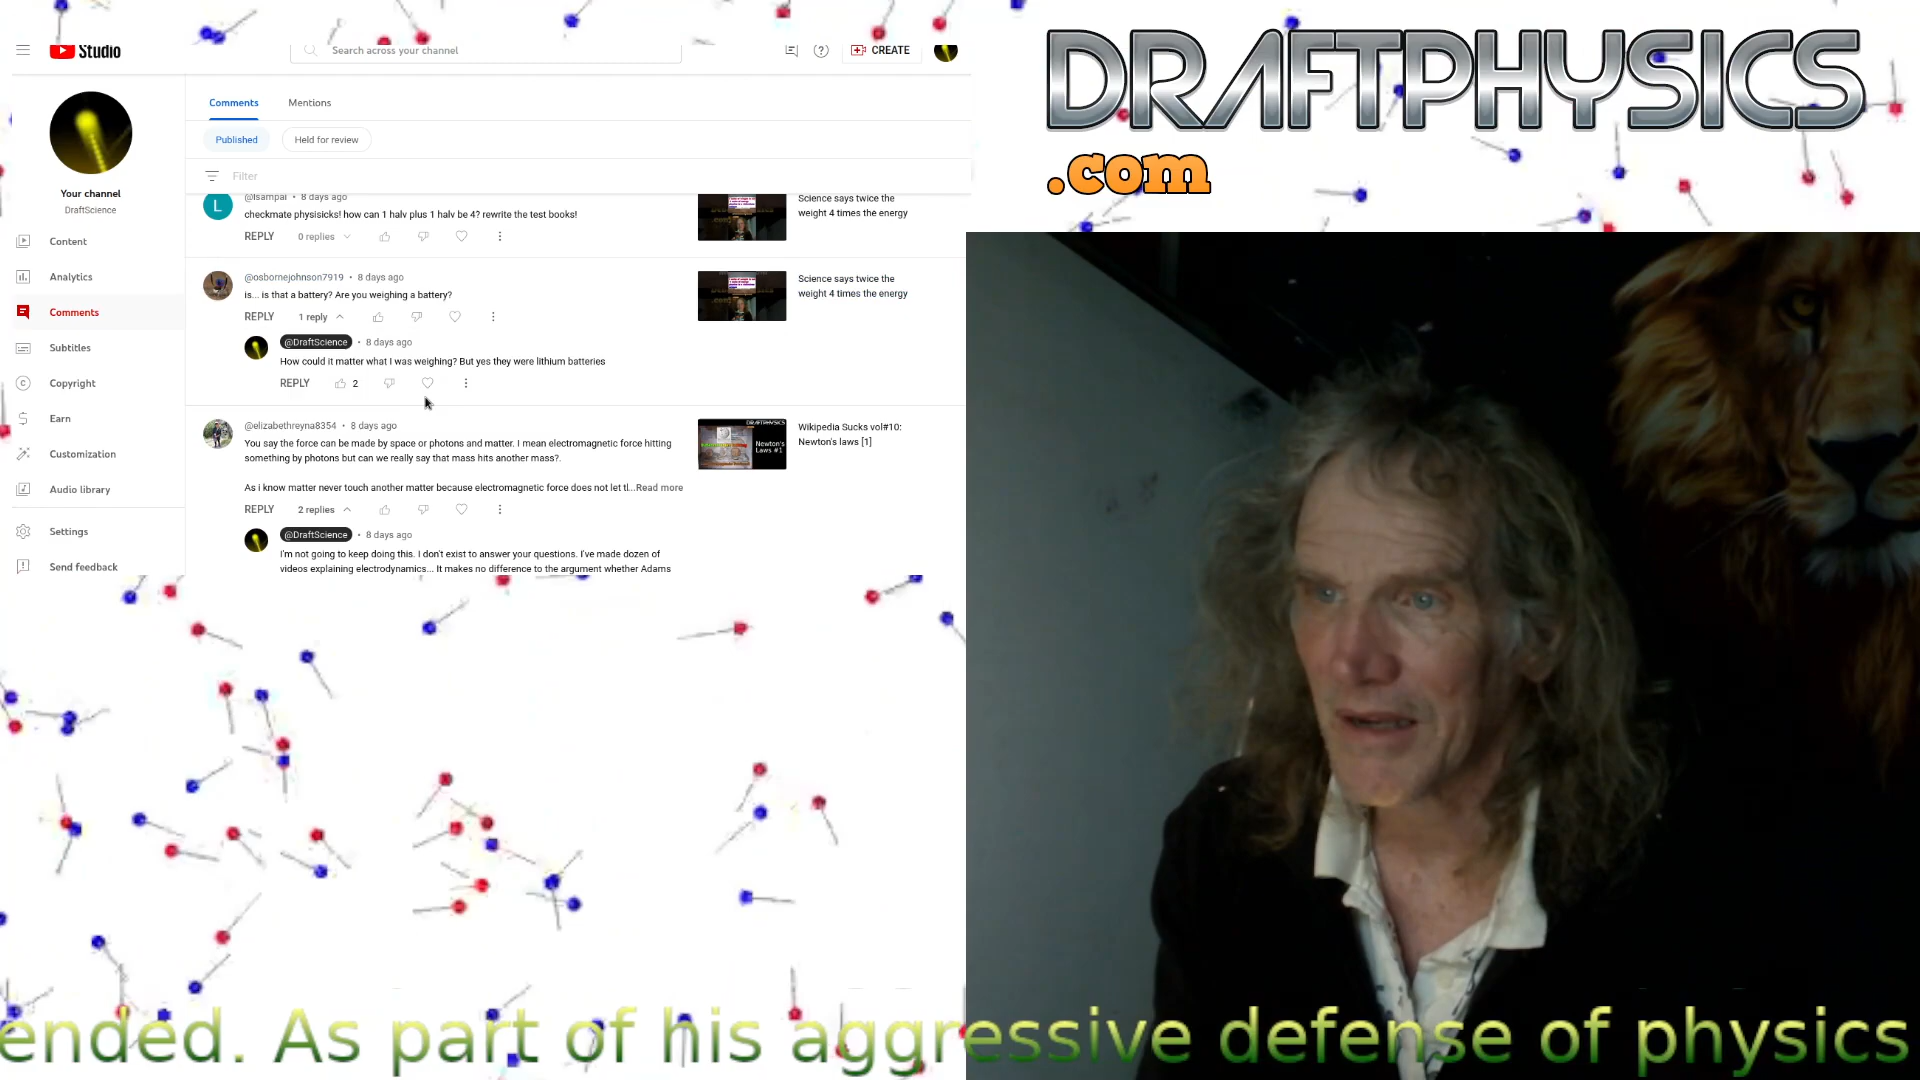 Studio
Search across your channel
CREATE
DRAFTPHYSICS
.com
Your channel
DraftScience
Content
Analytics
Comments
Subtitles
Copyright
Earn
Customization
Audio library
Settings
Send feedback
Comments
Mentions
Published
Held for review
Filter
@lsampai • 8 days ago
checkmate physisicks! how can 1 halv plus 1 halv be 4? rewrite the test books!
REPLY
0 replies
Science says twice the
weight 4 times the energy
@osbornejohnson7919 • 8 days ago
is... is that a battery? Are you weighing a battery?
REPLY
1 reply
Science says twice the
weight 4 times the energy
@DraftScience • 8 days ago
How could it matter what I was weighing? But yes they were lithium batteries
REPLY
2
@elizabethreyna8354 • 8 days ago
You say the force can be made by space or photons and matter. I mean electromagnetic force hitting
something by photons but can we really say that mass hits another mass?.
As i know matter never touch another matter because electromagnetic force does not let tl...Read more
REPLY
2 replies
DRAFTPHYSICS
Newton's
Laws #1
Wikipedia Sucks vol#10:
Newton's laws [1]
@DraftScience • 8 days ago
I'm not going to keep doing this. I don't exist to answer your questions. I've made dozen of
videos explaining electrodynamics... It makes no difference to the argument whether Adams
ended. As part of his aggressive defense of physics